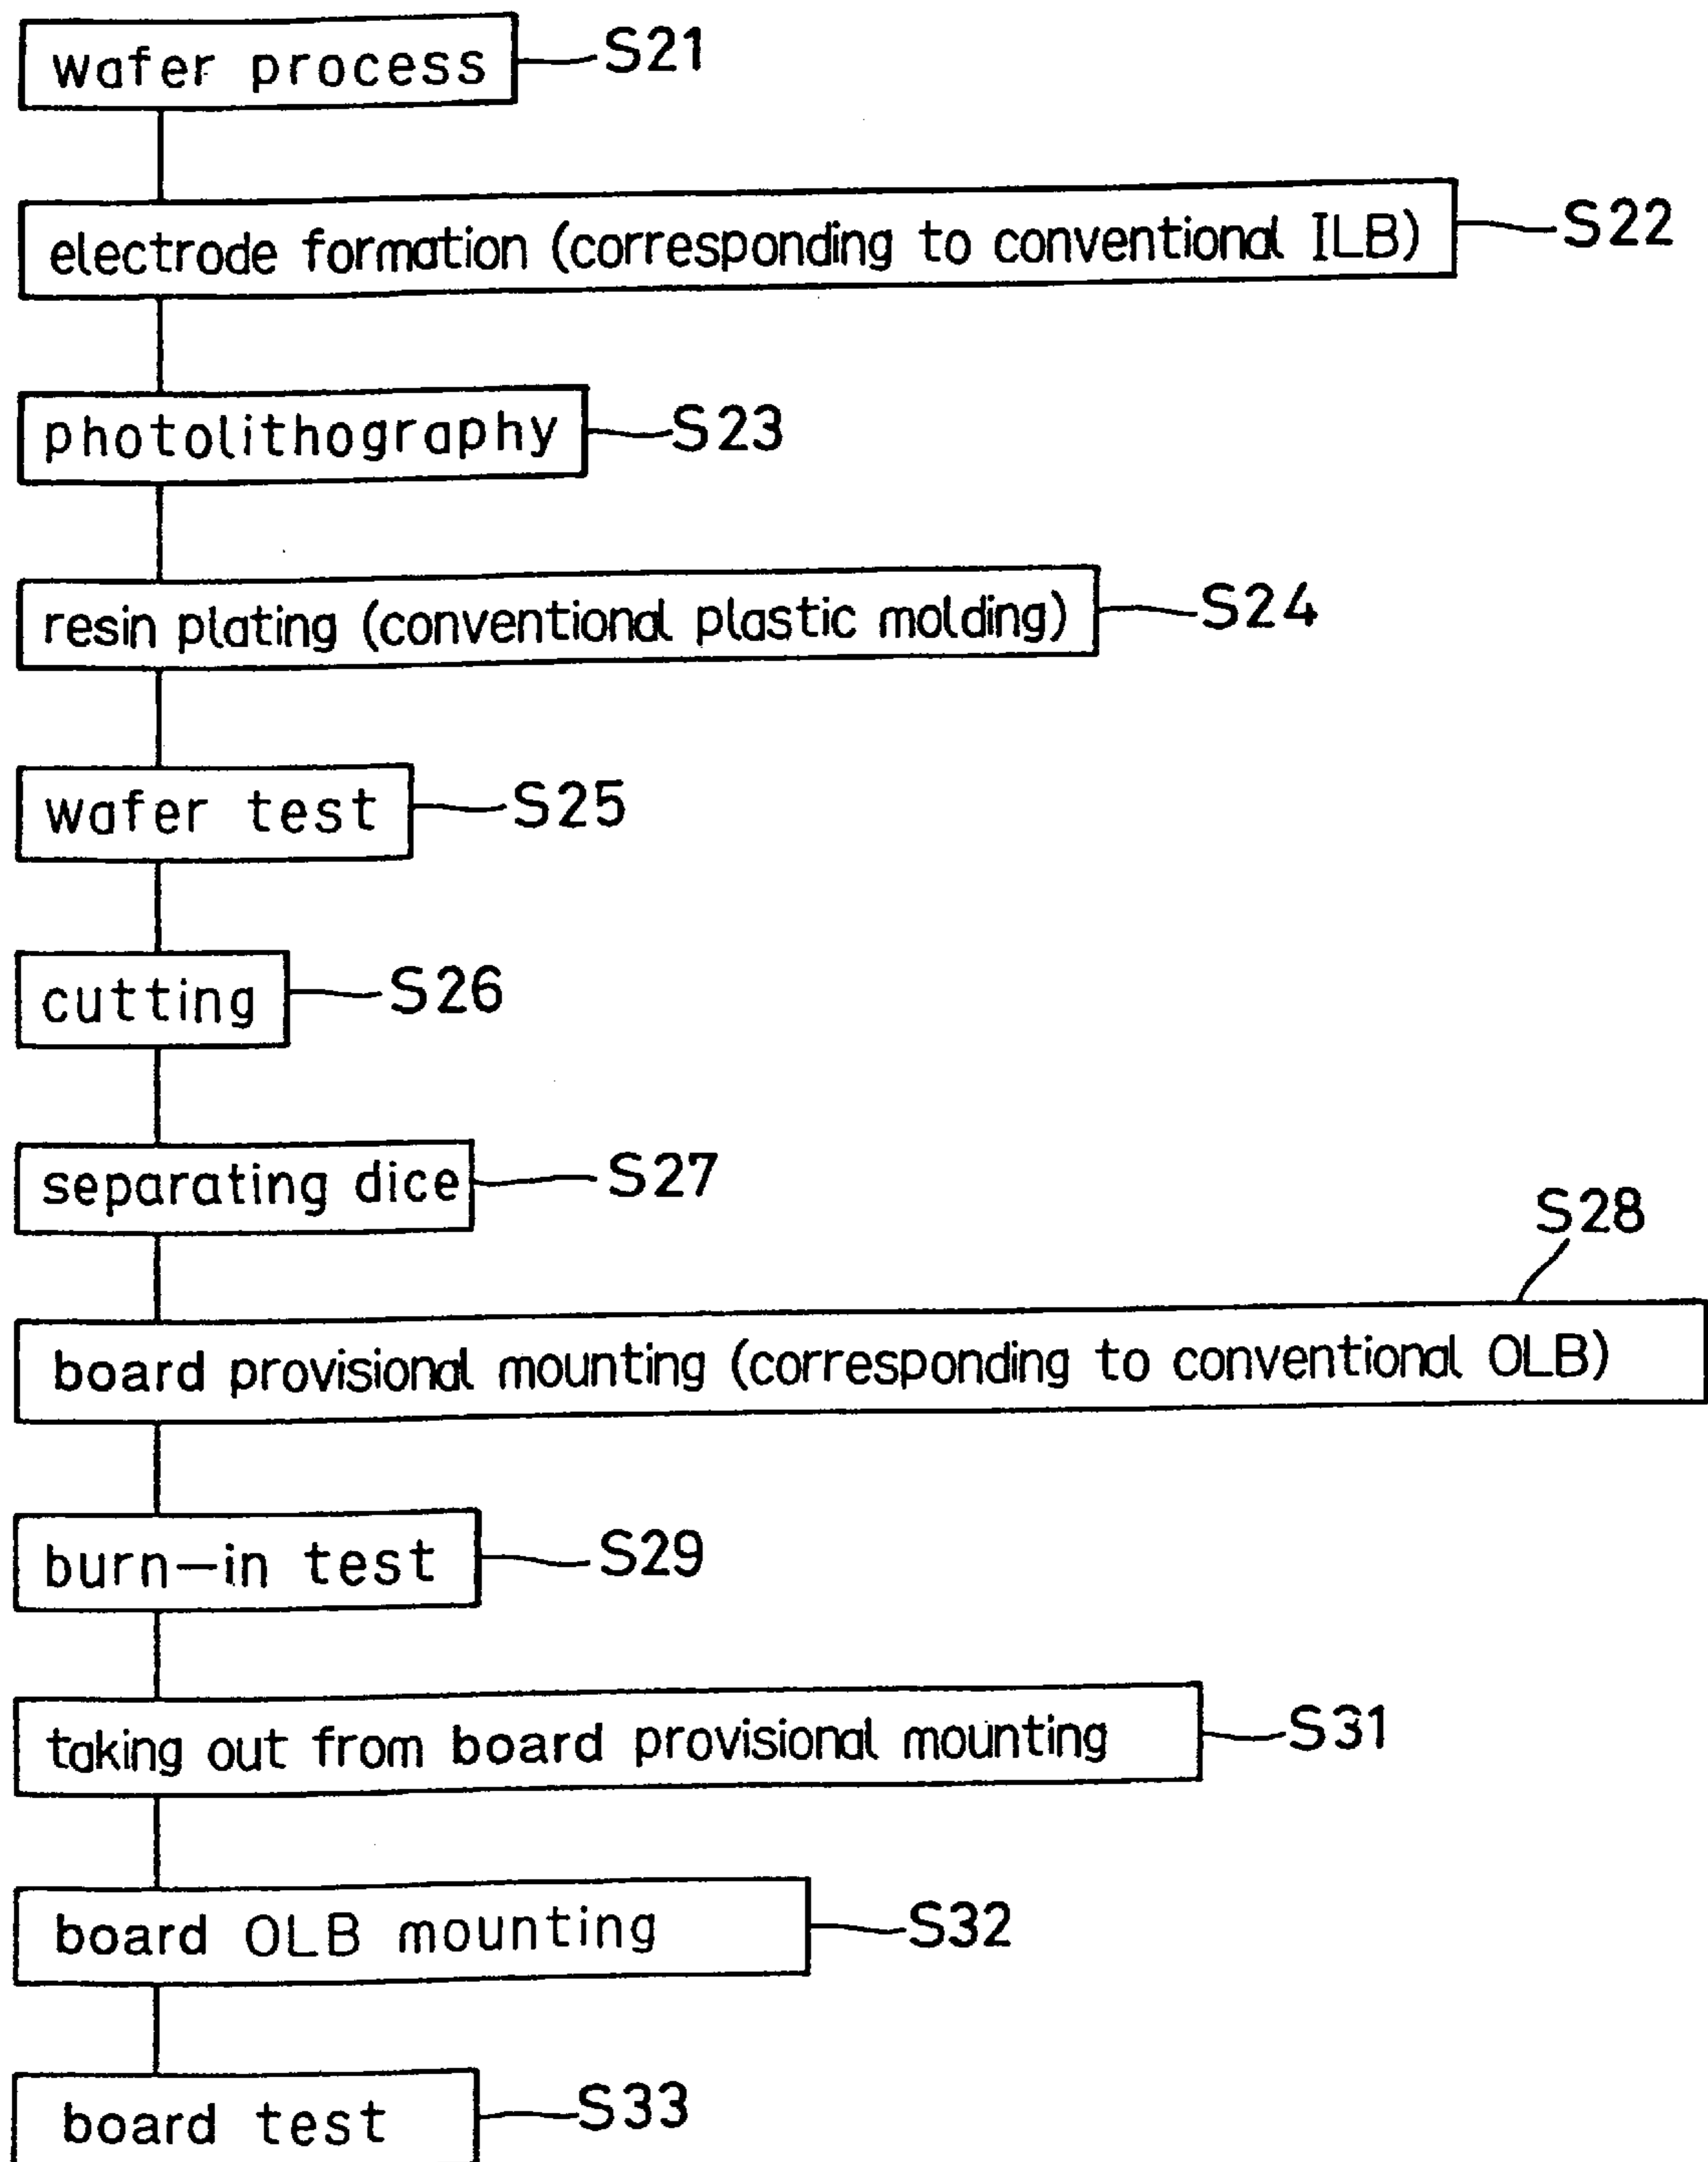 wafer process S21
electrode formation (corresponding to conventional ILB) S22
photolithography S23
resin plating (conventional plastic molding) S24
wafer test S25
cutting S26
separating dice S27
S28
board provisional mounting (corresponding to conventional OLB)
burn-in test S29
taking out from board provisional mounting S31
board OLB mounting S32
board test S33